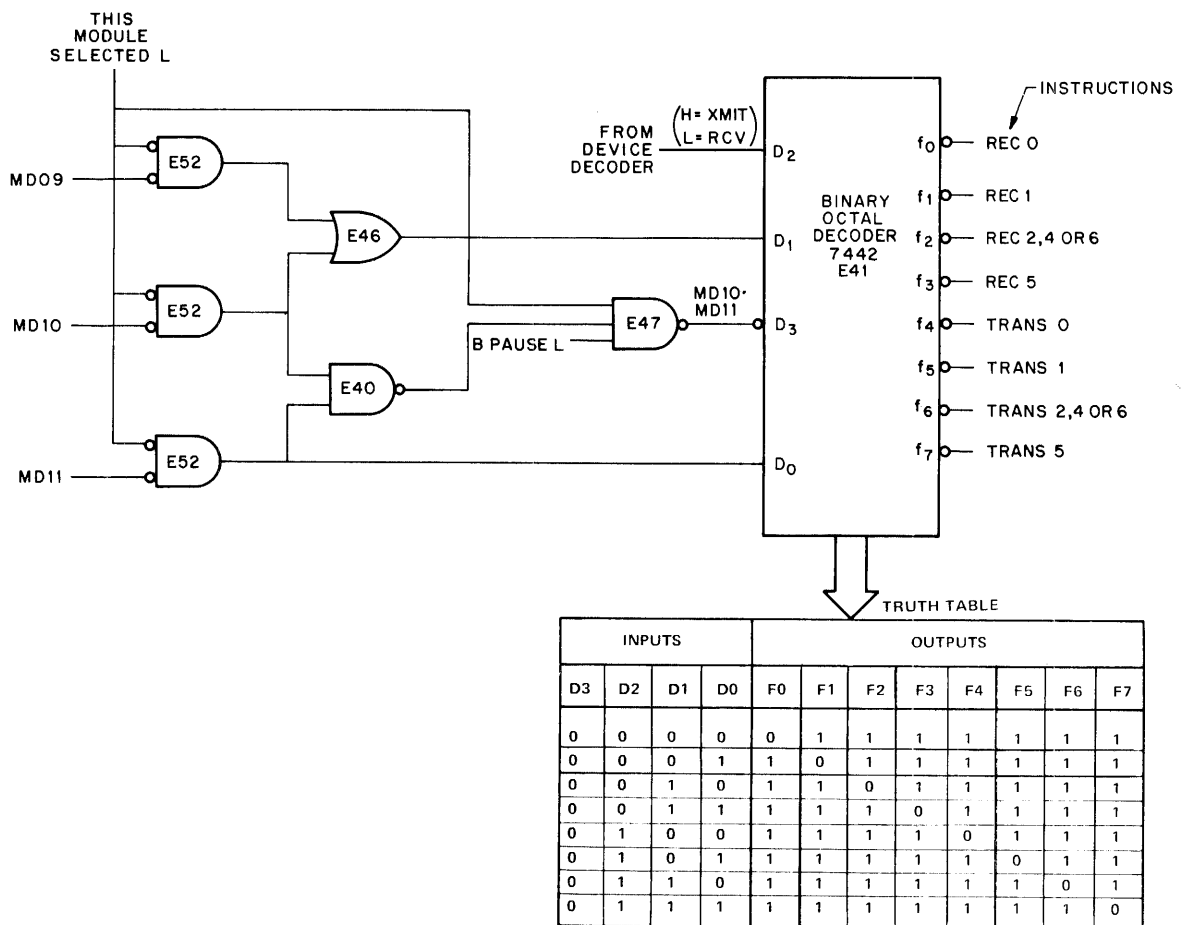 THIS
MODULE
SELECTED L
INSTRUCTIONS
(H= XMIT)
(L= RCV)
FROM
DEVICE
DECODER
D2
f0 REC 0
E52
MD09
f1 REC 1
BINARY
OCTAL
DECODER
7442
E41
E46
D1
f2 REC 2,4 OR 6
f3 REC 5
MD10·
MD11
E52
MD10
E47
D3
f4 TRANS 0
B PAUSE L
f5 TRANS 1
E40
f6 TRANS 2,4 OR 6
E52
MD11
D0
f7 TRANS 5
TRUTH TABLE
INPUTS OUTPUTS
D3 D2 D1 D0 F0 F1 F2 F3 F4 F5 F6 F7
0 0 0 0 0 1 1 1 1 1 1 1
0 0 0 1 1 0 1 1 1 1 1 1
0 0 1 0 1 1 0 1 1 1 1 1
0 0 1 1 1 1 1 0 1 1 1 1
0 1 0 0 1 1 1 1 0 1 1 1
0 1 0 1 1 1 1 1 1 0 1 1
0 1 1 0 1 1 1 1 1 1 0 1
0 1 1 1 1 1 1 1 1 1 1 0